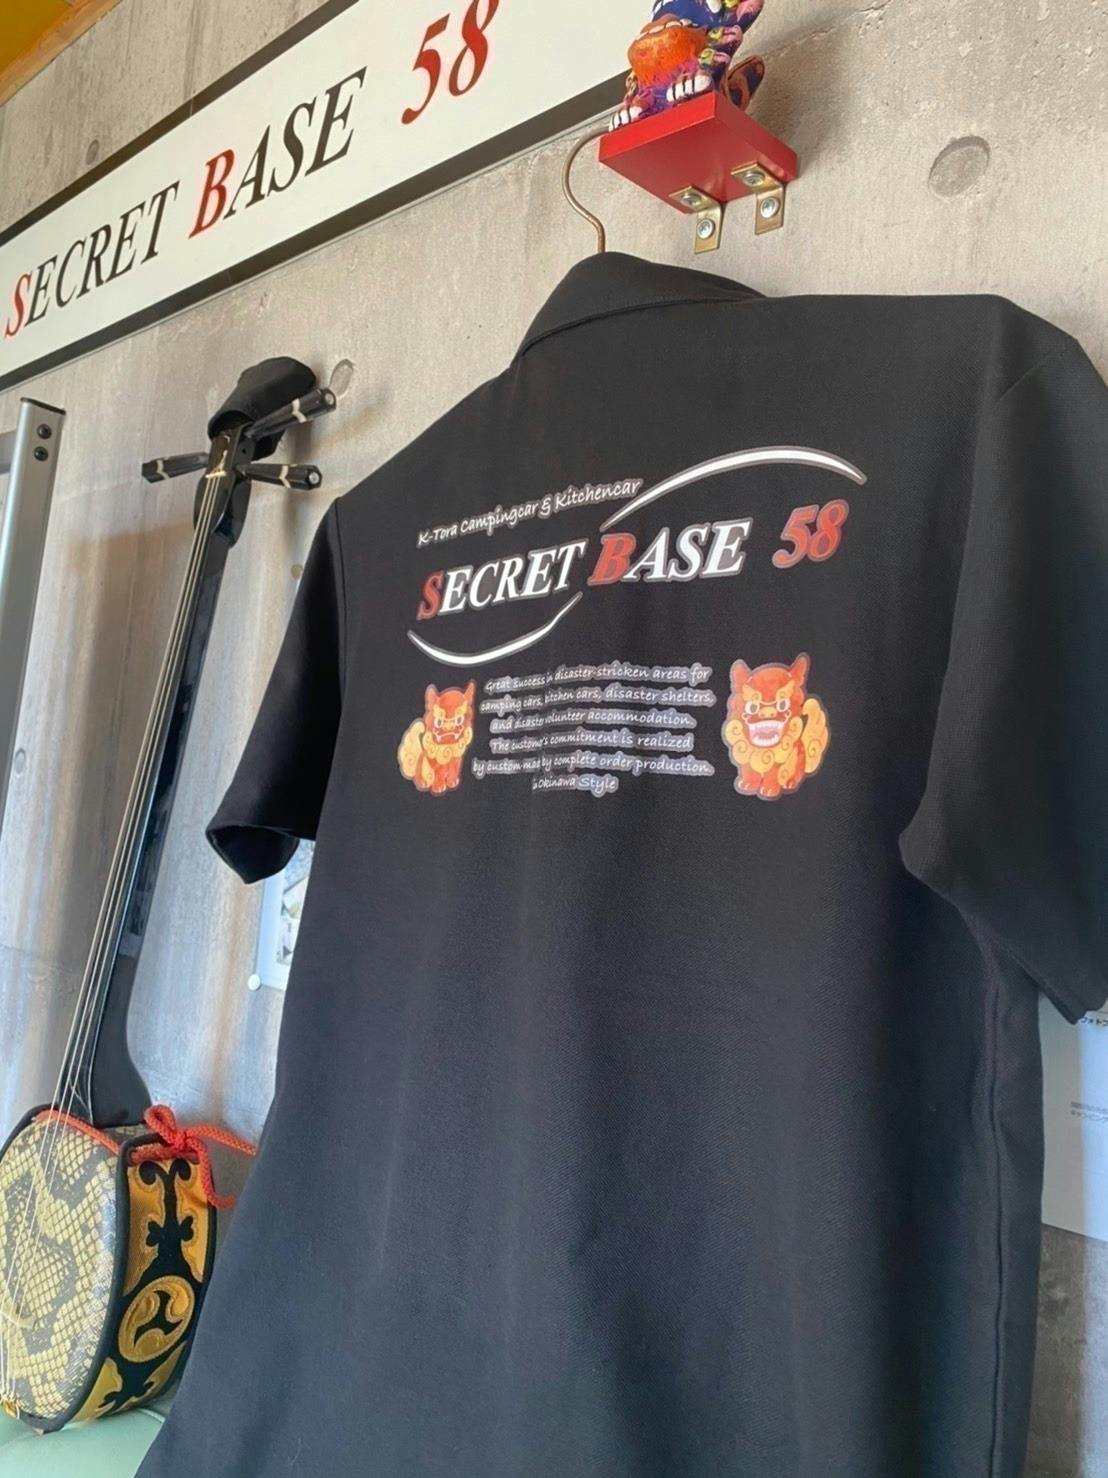 SECRET BASE 58
K-Tora Campingcar & Kitchencar
SECRET BASE 58
Great success in disaster-stricken areas for
camping cars, kitchen cars, disaster shelters,
and disaster volunteer accommodation.
The customer's commitment is realized
by custom-made by complete order production.
in Okinawa Style